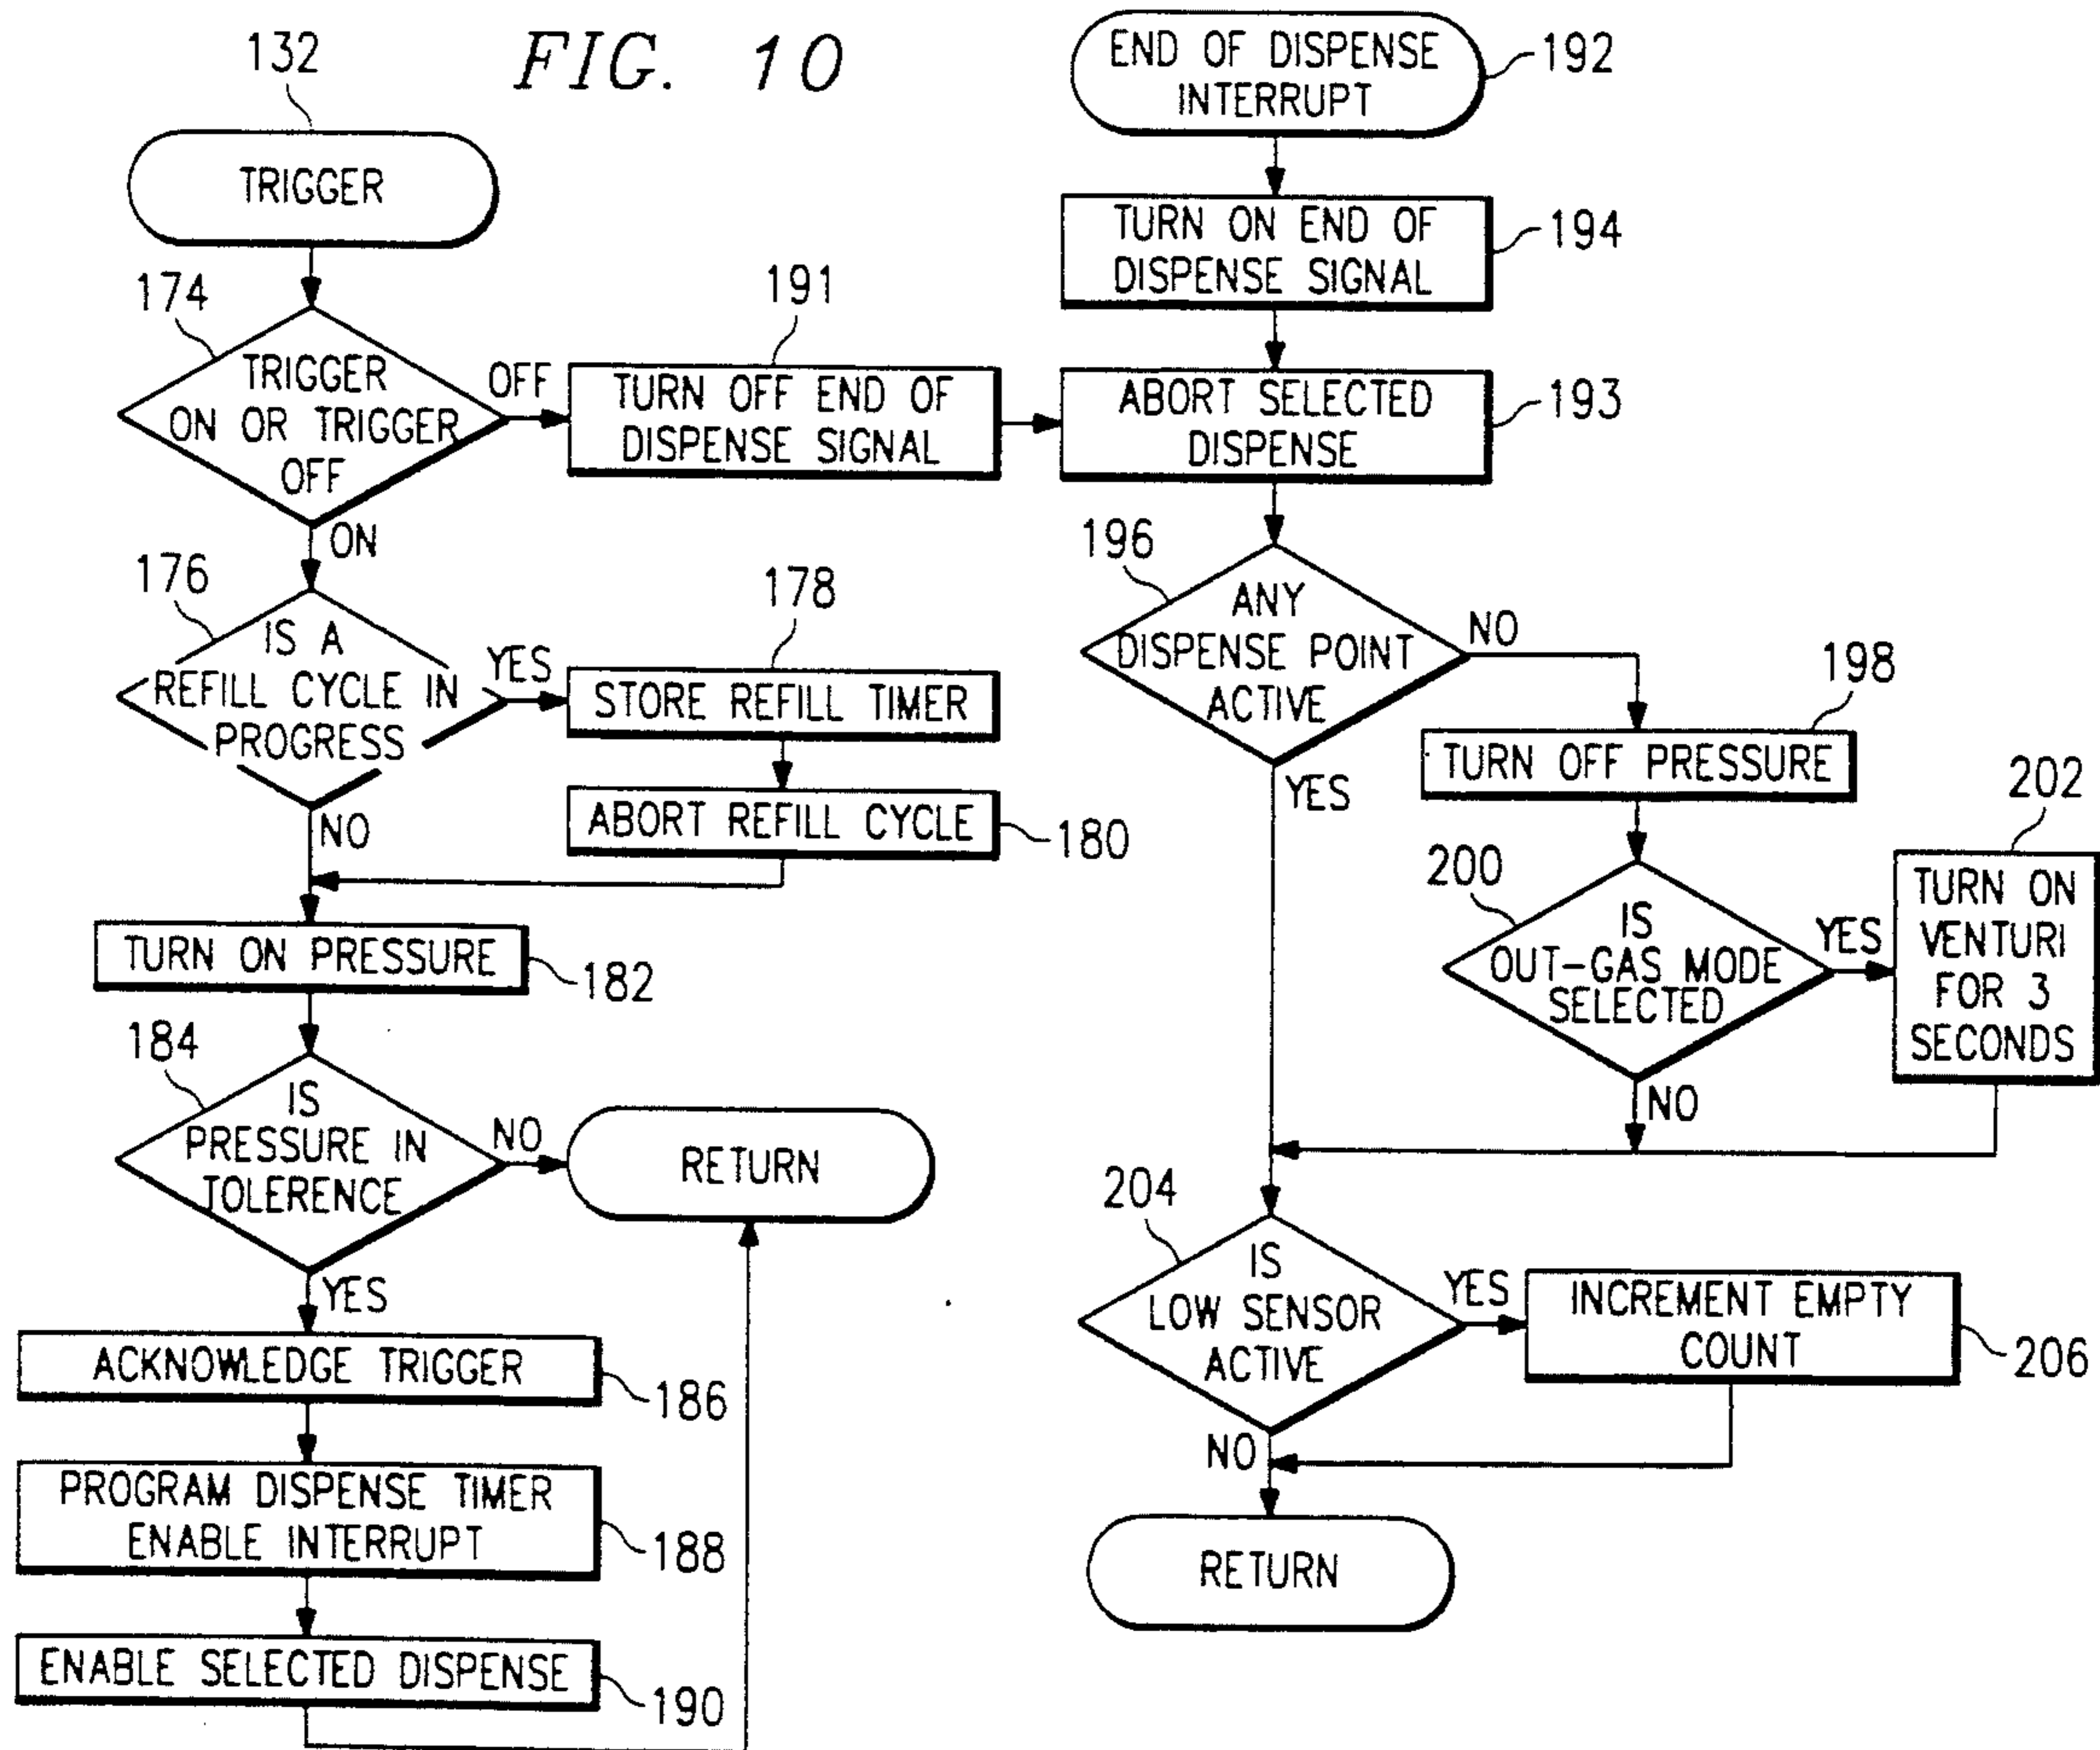 FIG. 10
132
TRIGGER
174
TRIGGER
ON OR TRIGGER
OFF
OFF
ON
191
TURN OFF END OF
DISPENSE SIGNAL
176
IS A
REFILL CYCLE IN
PROGRESS
YES
NO
178
STORE REFILL TIMER
ABORT REFILL CYCLE
180
TURN ON PRESSURE
182
184
IS
PRESSURE IN
TOLERENCE
NO
YES
RETURN
ACKNOWLEDGE TRIGGER
186
PROGRAM DISPENSE TIMER
ENABLE INTERRUPT
188
ENABLE SELECTED DISPENSE
190
END OF DISPENSE
INTERRUPT
192
TURN ON END OF
DISPENSE SIGNAL
194
ABORT SELECTED
DISPENSE
193
196
ANY
DISPENSE POINT
ACTIVE
NO
YES
198
TURN OFF PRESSURE
200
IS
OUT-GAS MODE
SELECTED
YES
NO
202
TURN ON
VENTURI
FOR 3
SECONDS
204
IS
LOW SENSOR
ACTIVE
YES
NO
INCREMENT EMPTY
COUNT
206
RETURN